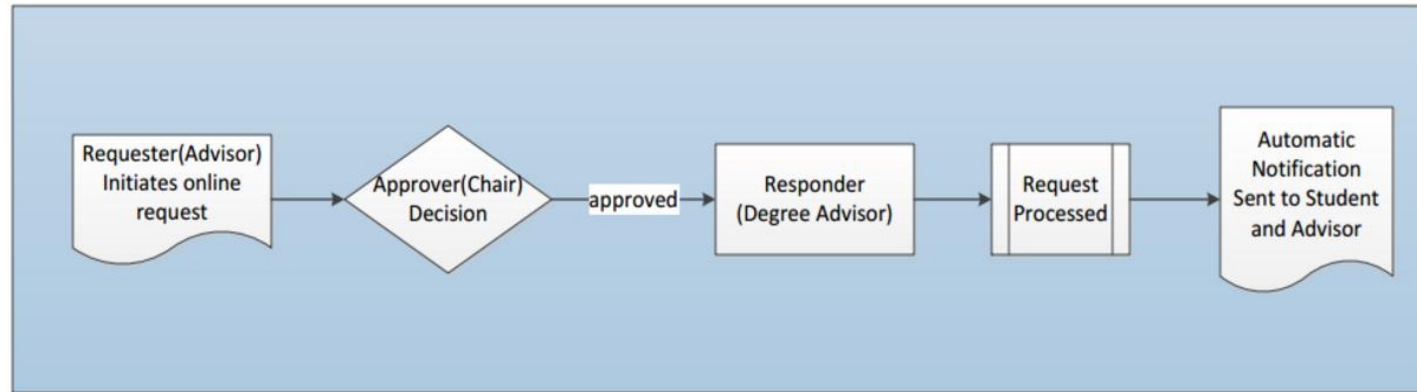 Requester(Advisor)
Initiates online
request
Approver(Chair)
Decision
approved
Responder
(Degree Advisor)
Request
Processed
Automatic
Notification
Sent to Student
and Advisor